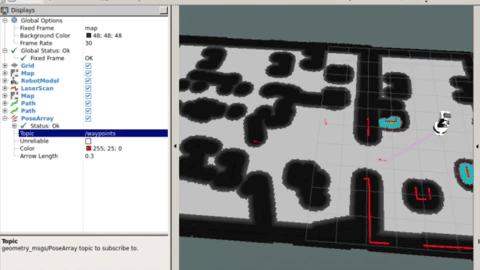 Displays
Global Options
Fixed Frame map
Background Color 48; 48; 48
Frame Rate 30
Global Status: Ok
Fixed Frame OK
Grid
Map
RobotModel
LaserScan
Map
Path
Path
PoseArray
Status: Ok
Topic /waypoints
Unreliable
Color 255; 25; 0
Arrow Length 0.3
Topic
geometry_msgs/PoseArray topic to subscribe to.